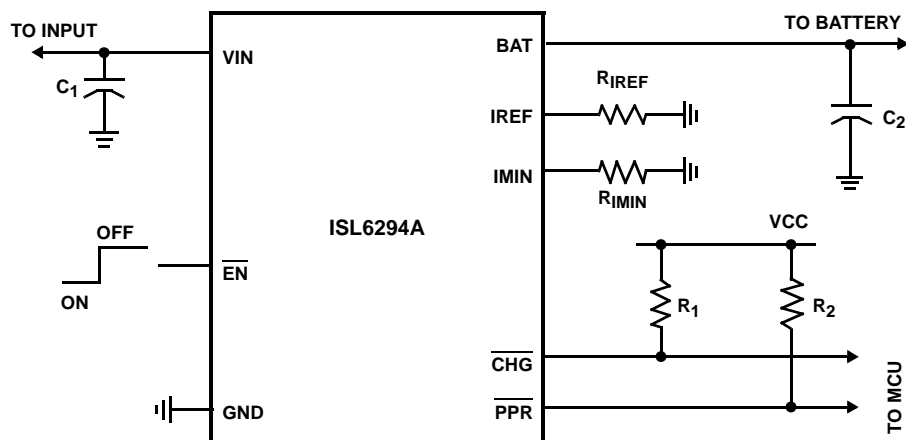 TO INPUT
C1
VIN
BAT
TO BATTERY
C2
IREF
RIREF
IMIN
RIMIN
ISL6294A
OFF
ON
EN
VCC
R1
R2
CHG
PPR
GND
TO MCU